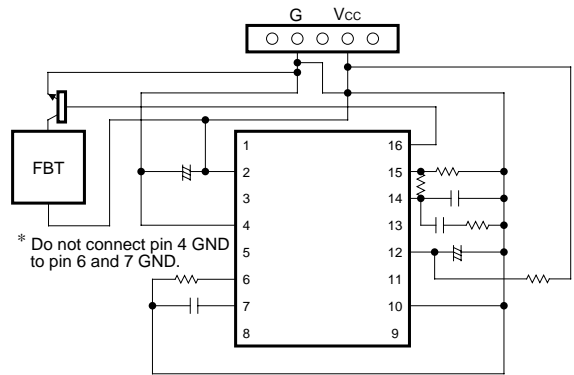 G Vcc
FBT
1 16
2 15
3 14
4 13
5 12
6 11
7 10
8 9
* Do not connect pin 4 GND
to pin 6 and 7 GND.